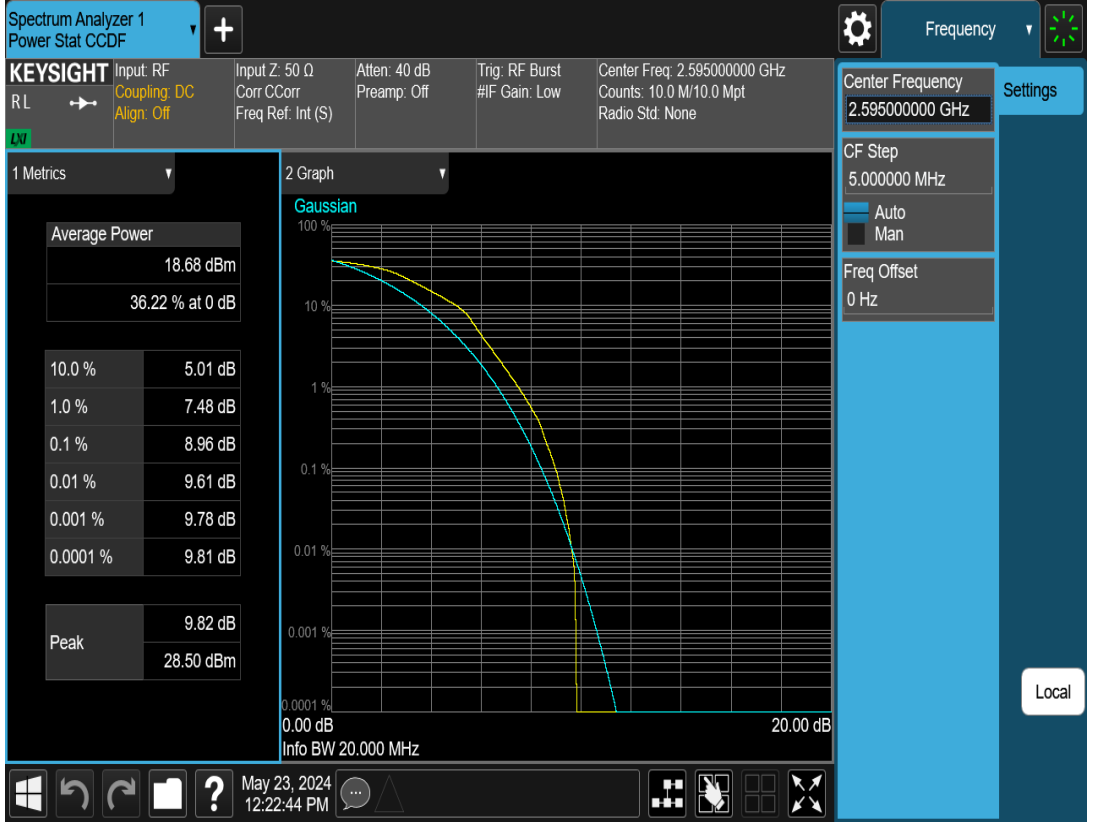 Spectrum Analyzer 1
Power Stat CCDF
+
Frequency
KEYSIGHT
RL
LXI
Input: RF
Coupling: DC
Align: Off
Input Z: 50 Ω
Corr CCorr
Freq Ref: Int (S)
Atten: 40 dB
Preamp: Off
Trig: RF Burst
#IF Gain: Low
Center Freq: 2.595000000 GHz
Counts: 10.0 M/10.0 Mpt
Radio Std: None
Center Frequency
2.595000000 GHz
Settings
CF Step
5.000000 MHz
Auto
Man
Freq Offset
0 Hz
Local
1 Metrics
Average Power
18.68 dBm
36.22 % at 0 dB
10.0 % 5.01 dB
1.0 % 7.48 dB
0.1 % 8.96 dB
0.01 % 9.61 dB
0.001 % 9.78 dB
0.0001 % 9.81 dB
Peak 9.82 dB
28.50 dBm
2 Graph
Gaussian
100 %
10 %
1 %
0.1 %
0.01 %
0.001 %
0.0001 %
0.00 dB 20.00 dB
Info BW 20.000 MHz
?
May 23, 2024
12:22:44 PM